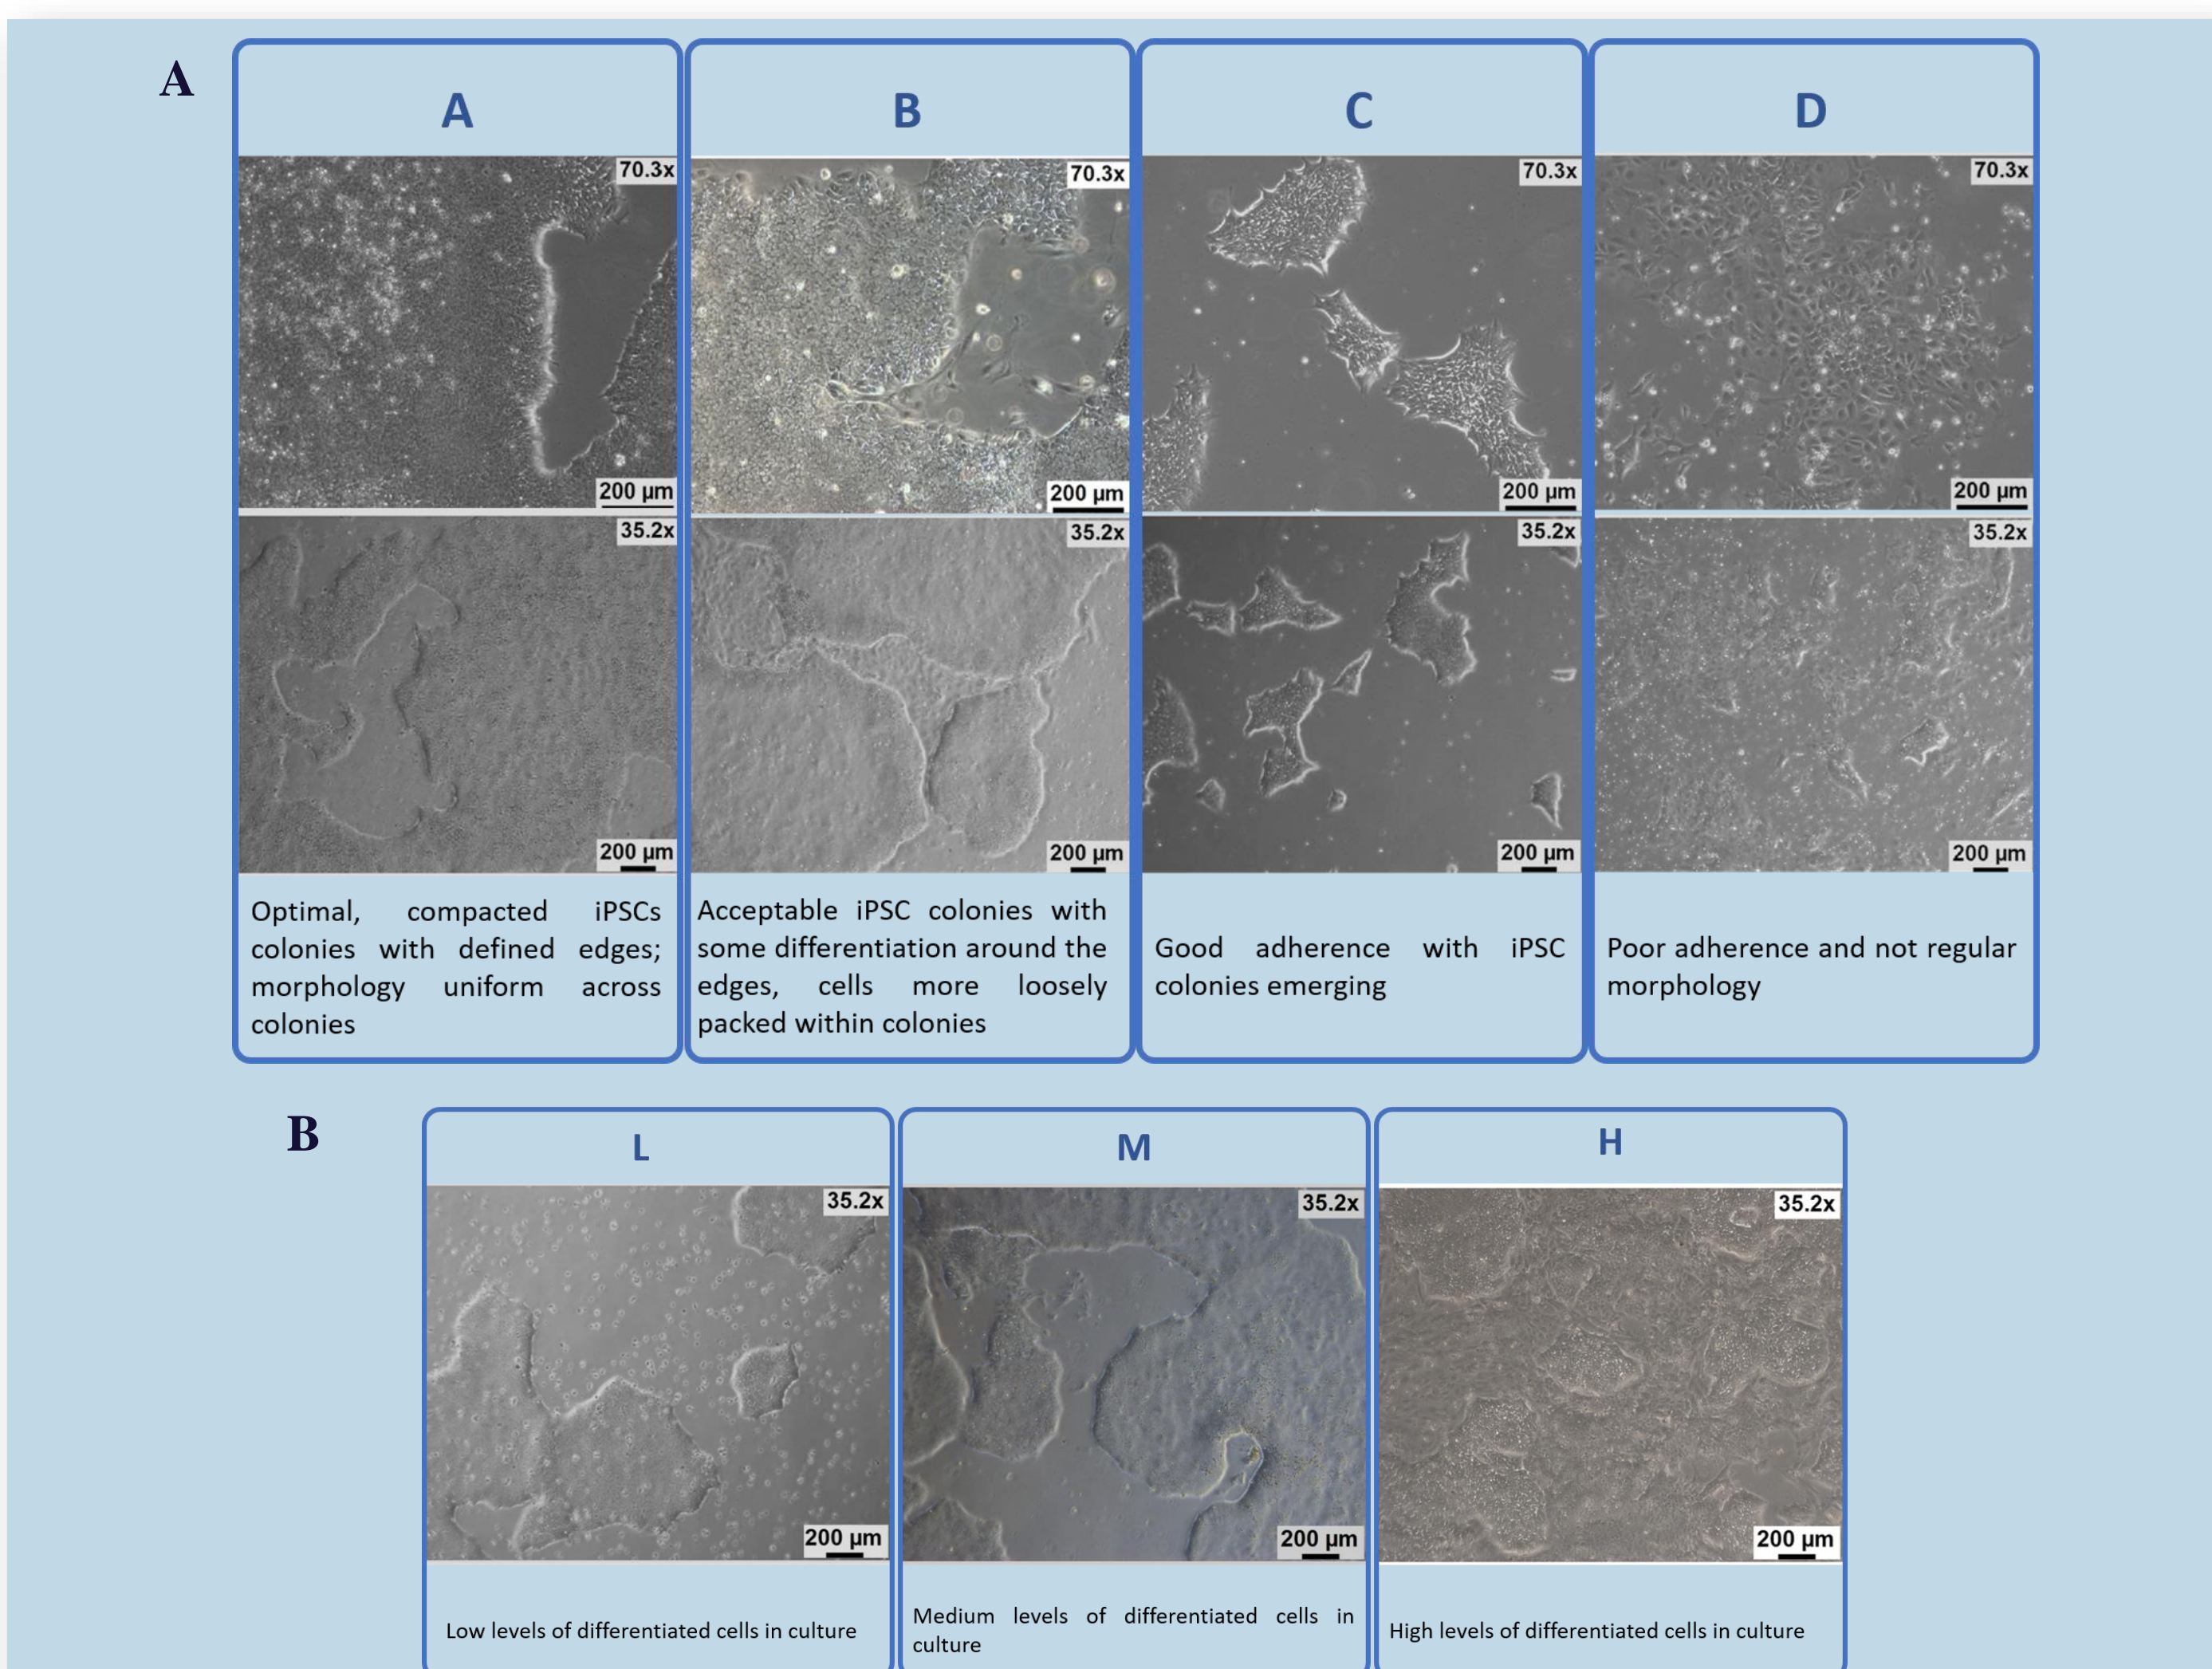 A
A
B
C
D
70.3x
70.3x
70.3x
70.3x
200 µm
200 µm
200 µm
200 µm
35.2x
35.2x
35.2x
35.2x
200 µm
200 µm
200 µm
200 µm
Optimal, compacted iPSCs
colonies with defined edges;
morphology uniform across
colonies
Acceptable iPSC colonies with
some differentiation around the
edges, cells more loosely
packed within colonies
Good adherence with iPSC
colonies emerging
Poor adherence and not regular
morphology
B
L
M
H
35.2x
35.2x
35.2x
200 µm
200 µm
200 µm
Low levels of differentiated cells in culture
Medium levels of differentiated cells in
culture
High levels of differentiated cells in culture